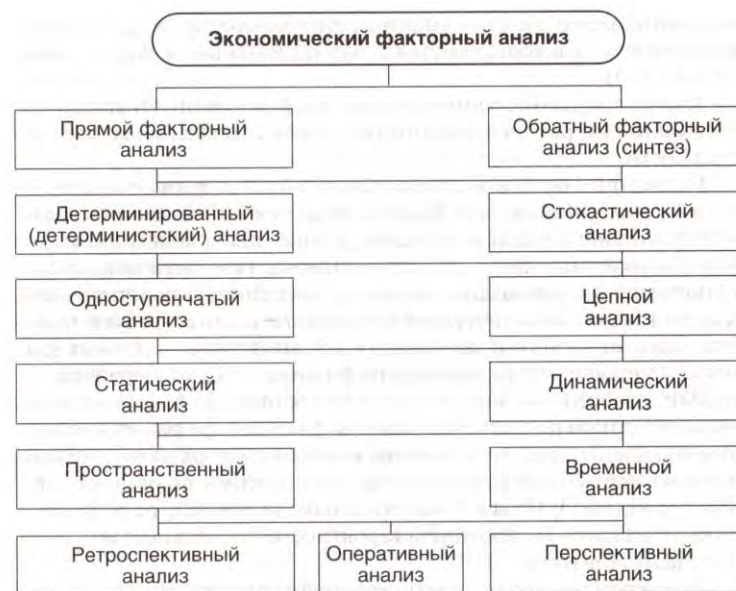 Экономический факторный анализ
Прямой факторный
анализ
Обратный факторный
анализ (синтез)
Детерминированный
(детерминистский) анализ
Стохастический
анализ
Одноступенчатый
анализ
Цепной
анализ
Статический
анализ
Динамический
анализ
Пространственный
анализ
Временной
анализ
Ретроспективный
анализ
Оперативный
анализ
Перспективный
анализ